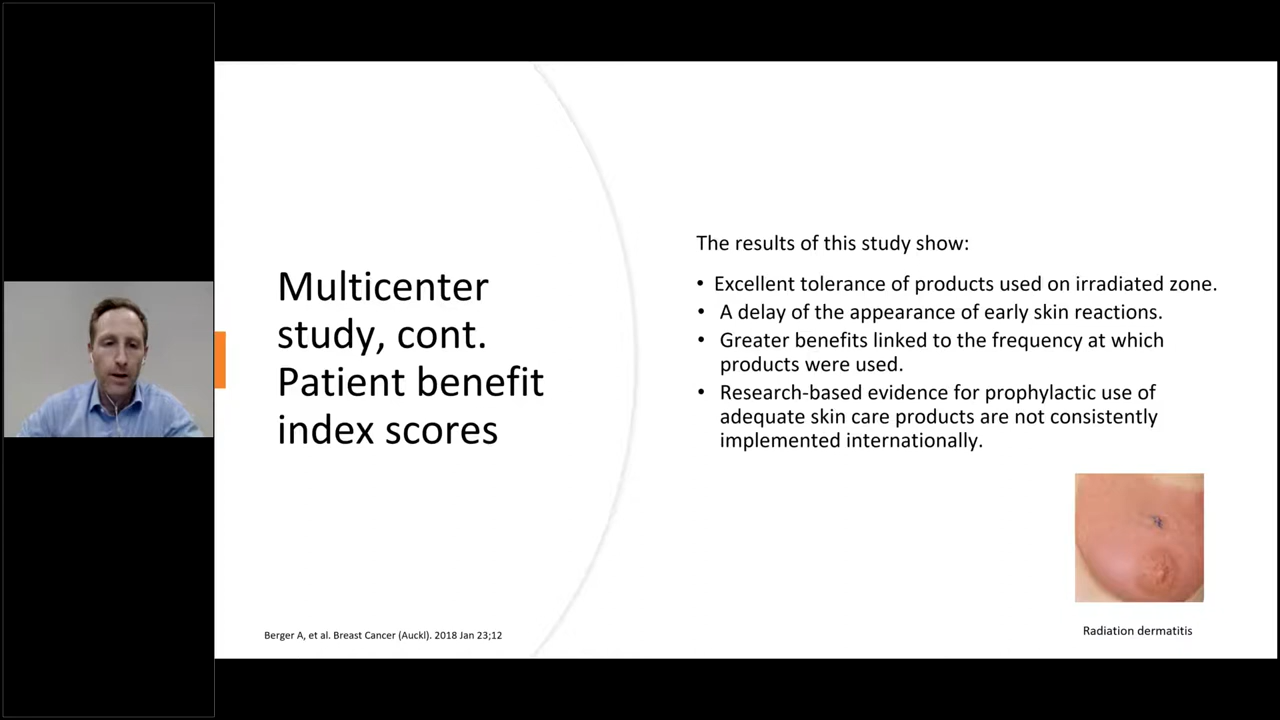 Multicenter
study, cont.
Patient benefit
index scores
The results of this study show:
• Excellent tolerance of products used on irradiated zone.
• A delay of the appearance of early skin reactions.
• Greater benefits linked to the frequency at which
products were used.
• Research-based evidence for prophylactic use of
adequate skin care products are not consistently
implemented internationally.
Radiation dermatitis
Berger A, et al. Breast Cancer (Auckl). 2018 Jan 23;12